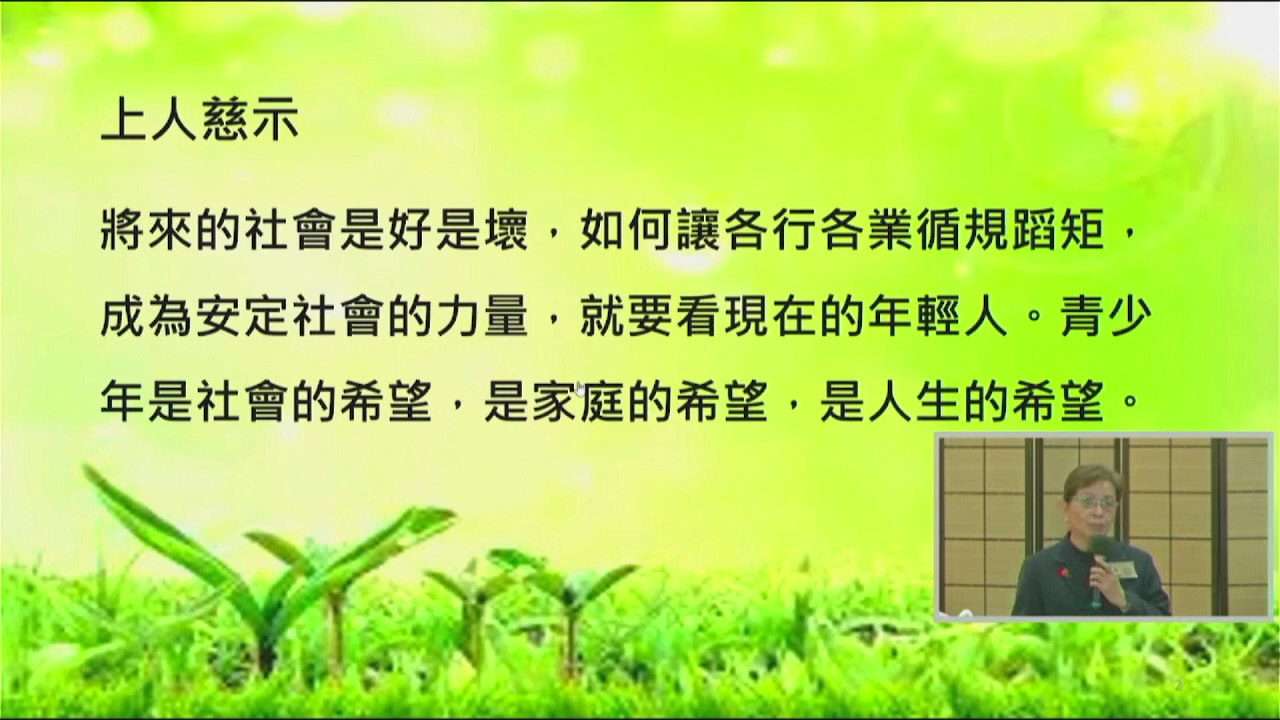 上人慈示
將來的社會是好是壞，如何讓各行各業循規蹈矩，
成為安定社會的力量，就要看現在的年輕人。青少
年是社會的希望，是家庭的希望，是人生的希望。